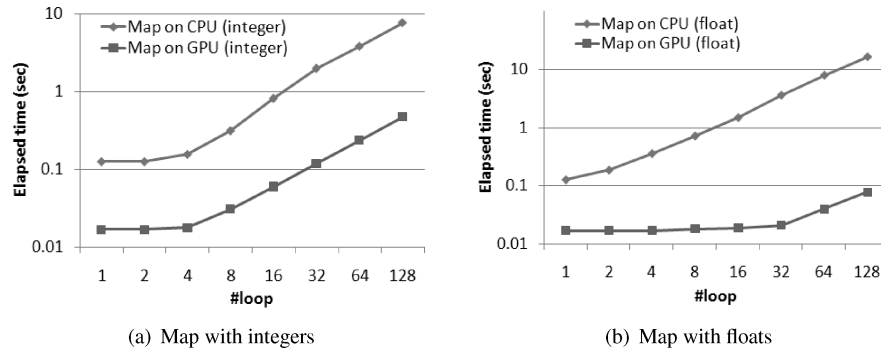 10
1
0.1
0.01
Elapsed time (sec)
Map on CPU (integer)
Map on GPU (integer)
1 2 4 8 16 32 64 128
#loop
(a) Map with integers
10
1
0.1
0.01
Elapsed time (sec)
Map on CPU (float)
Map on GPU (float)
1 2 4 8 16 32 64 128
#loop
(b) Map with floats